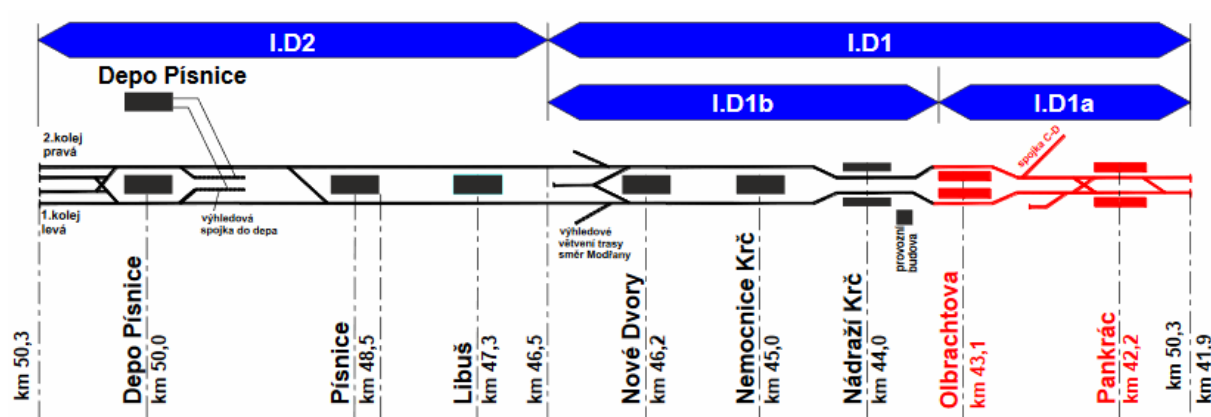 I.D2
I.D1
Depo Písnice
I.D1b
I.D1a
2.kolej
pravá
spojka C-D
1.kolej
levá
výhledová
spojka do depa
výhledové
větvení trasy
směr Modřany
provozní
budova
km 50,3
Depo Písnice
km 50,0
Písnice
km 48,5
Libuš
km 47,3
km 46,5
Nové Dvory
km 46,2
Nemocnice Krč
km 45,0
Nádraží Krč
km 44,0
Olbrachtova
km 43,1
Pankrác
km 42,2
km 50,3
km 41,9